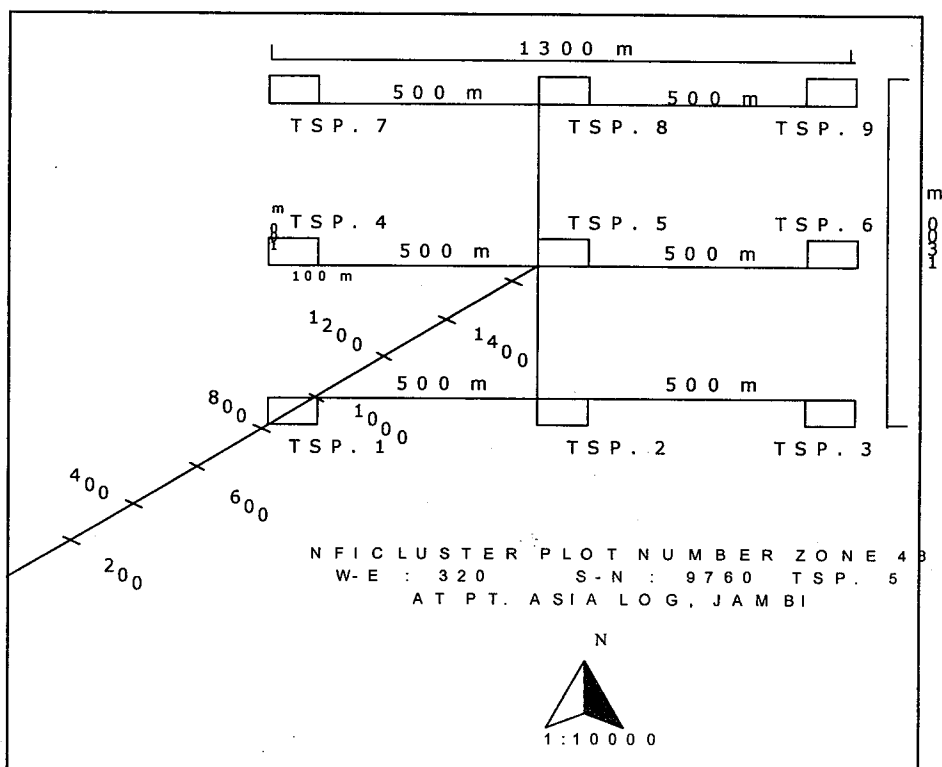 1300 m
500 m 500 m
TSP. 7 TSP. 8 TSP. 9
1300 m
100 m
TSP. 4 TSP. 5 TSP. 6
500 m 500 m
100 m
1200
1400
500 m 500 m
800
1000
TSP. 1 TSP. 2 TSP. 3
400
600
200
NFICLUSTER PLOT NUMBER ZONE 48
W-E : 320 S-N : 9760 TSP. 5
AT PT. ASIA LOG, JAMBI
N
1:10000